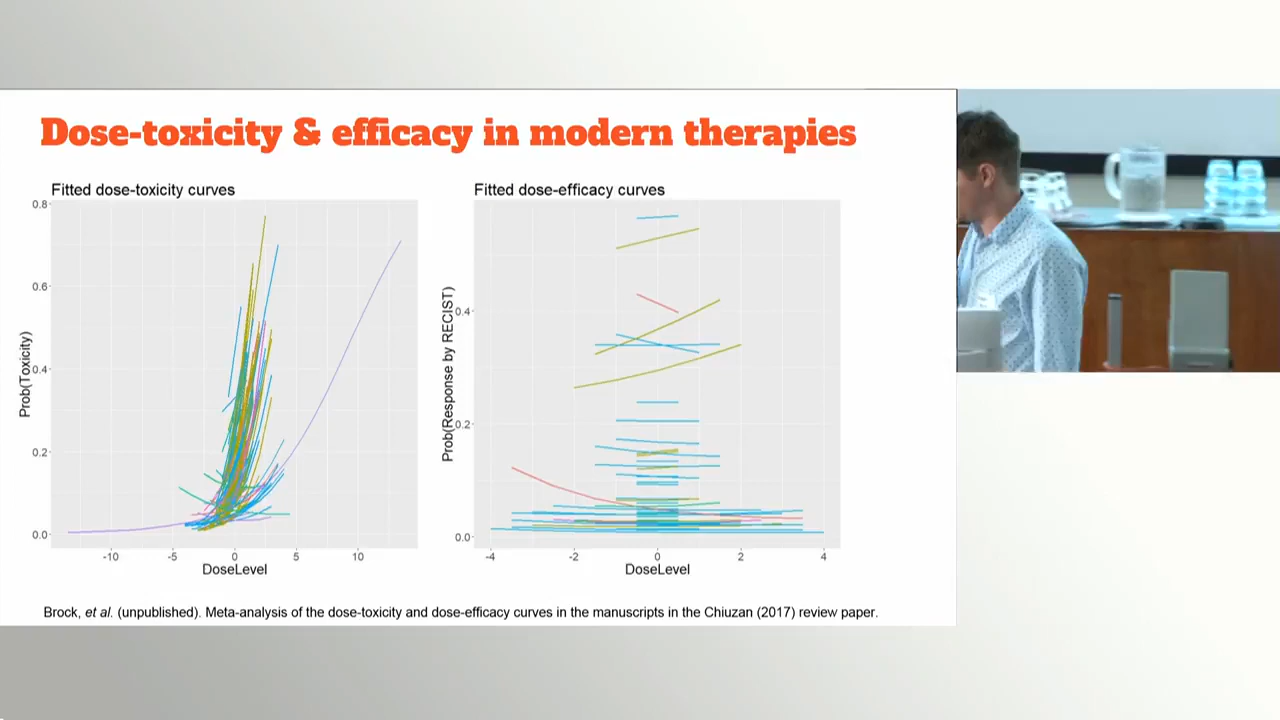 Dose-toxicity & efficacy in modern therapies
Fitted dose-toxicity curves
Prob(Toxicity)
0.8
0.6
0.4
0.2
0.0
-10
-5
0
5
10
DoseLevel
Fitted dose-efficacy curves
Prob(Response by RECIST)
0.4
0.2
0.0
-4
-2
0
2
4
DoseLevel
Brock, et al. (unpublished). Meta-analysis of the dose-toxicity and dose-efficacy curves in the manuscripts in the Chiuzan (2017) review paper.